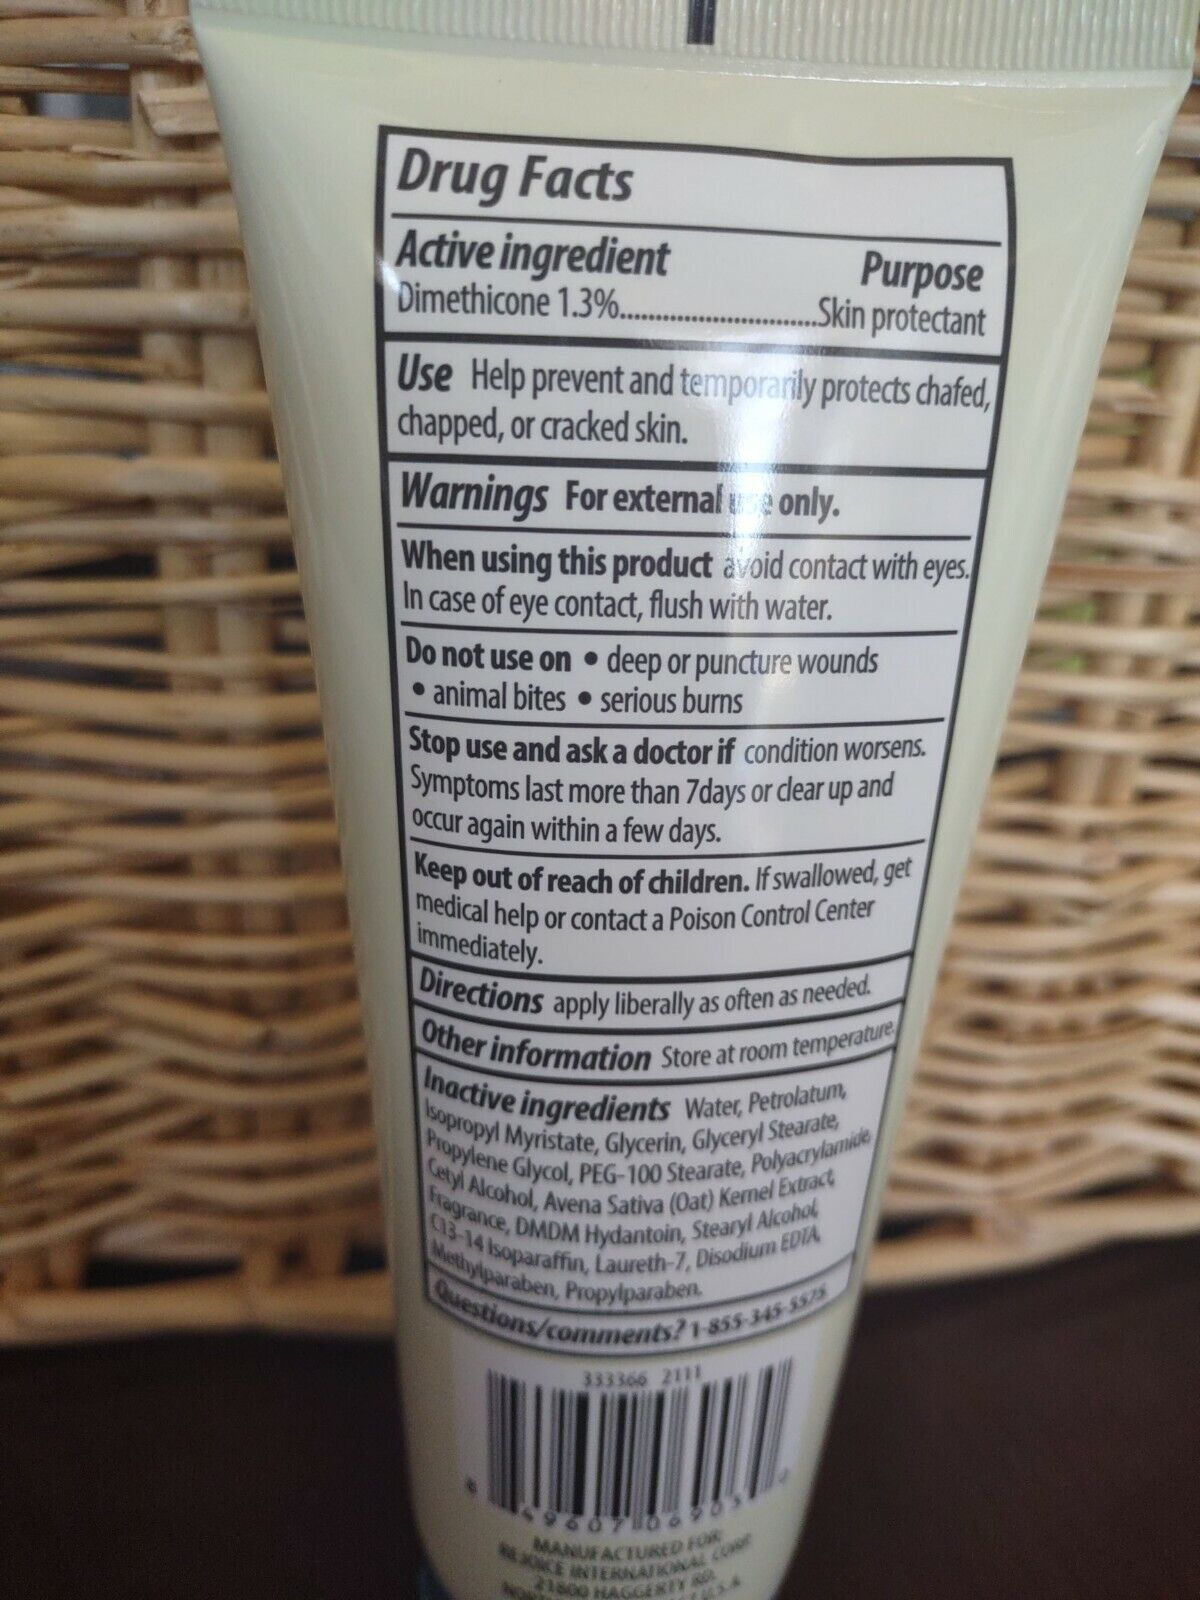 Drug Facts
Active ingredient Purpose
Dimethicone 1.3%............................Skin protectant
Use Help prevent and temporarily protects chafed,
chapped, or cracked skin.
Warnings For external use only.
When using this product avoid contact with eyes.
In case of eye contact, flush with water.
Do not use on • deep or puncture wounds
• animal bites • serious burns
Stop use and ask a doctor if condition worsens.
Symptoms last more than 7days or clear up and
occur again within a few days.
Keep out of reach of children. If swallowed, get
medical help or contact a Poison Control Center
immediately.
Directions apply liberally as often as needed.
Other information Store at room temperature.
Inactive ingredients Water, Petrolatum,
Isopropyl Myristate, Glycerin, Glyceryl Stearate,
Propylene Glycol, PEG-100 Stearate, Polyacrylamide,
Cetyl Alcohol, Avena Sativa (Oat) Kernel Extract,
Fragrance, DMDM Hydantoin, Stearyl Alcohol,
C13-14 Isoparaffin, Laureth-7, Disodium EDTA,
Methylparaben, Propylparaben.
Questions/comments? 1-855-345-5575
333366 2111
MANUFACTURED FOR:
REJOICE INTERNATIONAL CORP.
21600 HAGGERTY RD.
U.S.A.